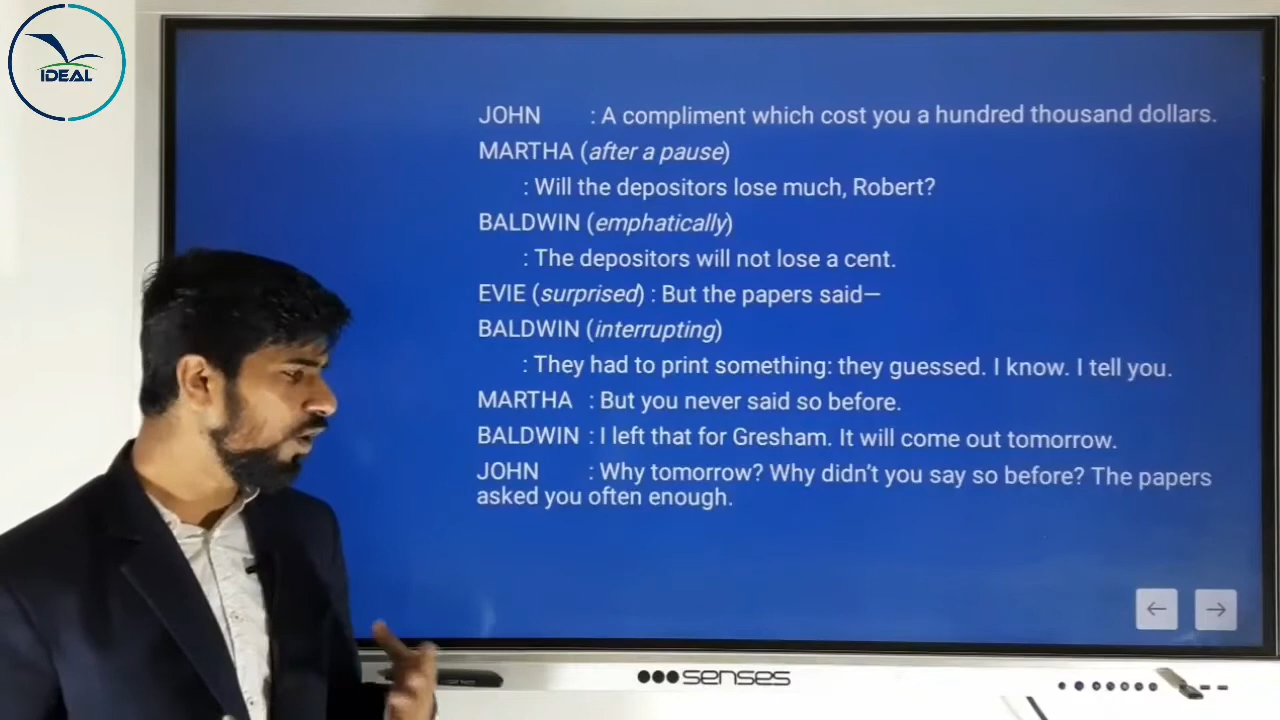 IDEAL
JOHN : A compliment which cost you a hundred thousand dollars.
MARTHA (after a pause)
: Will the depositors lose much, Robert?
BALDWIN (emphatically)
: The depositors will not lose a cent.
EVIE (surprised) : But the papers said—
BALDWIN (interrupting)
: They had to print something: they guessed. I know. I tell you.
MARTHA : But you never said so before.
BALDWIN : I left that for Gresham. It will come out tomorrow.
JOHN : Why tomorrow? Why didn't you say so before? The papers
asked you often enough.
senses